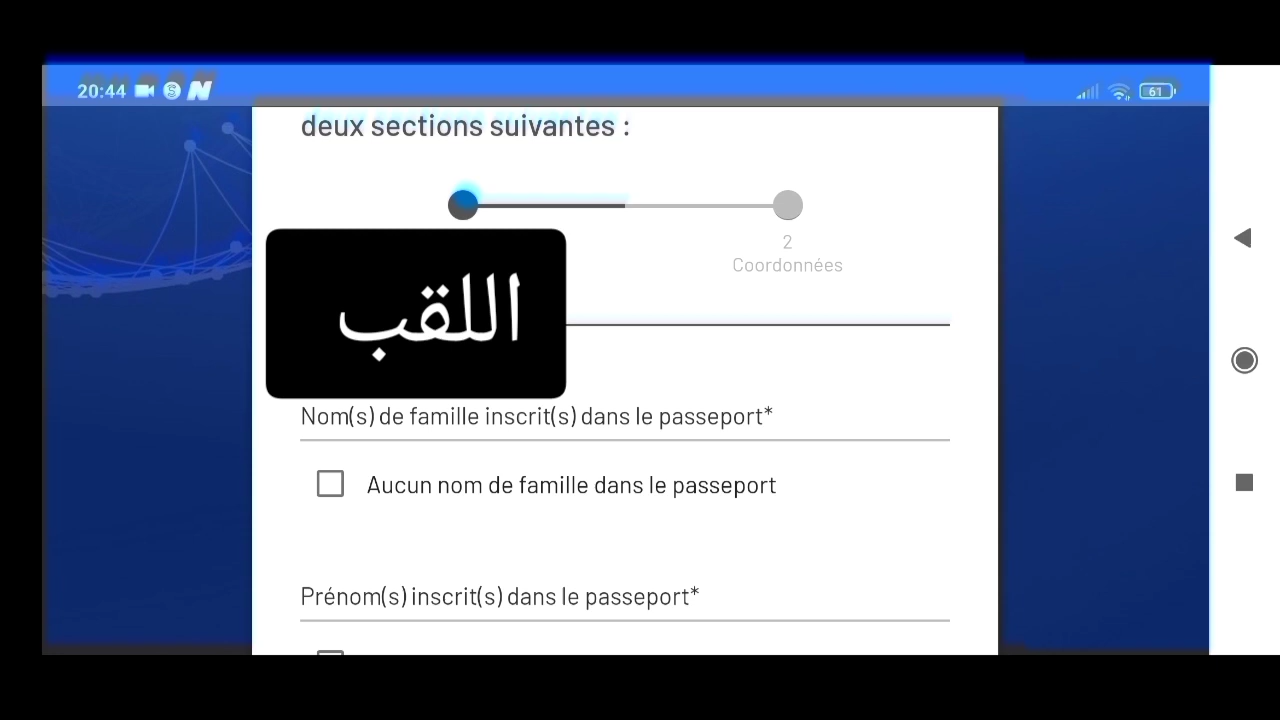 20:44
61
deux sections suivantes :
2
Coordonnées
اللقب
Nom(s) de famille inscrit(s) dans le passeport*
Aucun nom de famille dans le passeport
Prénom(s) inscrit(s) dans le passeport*